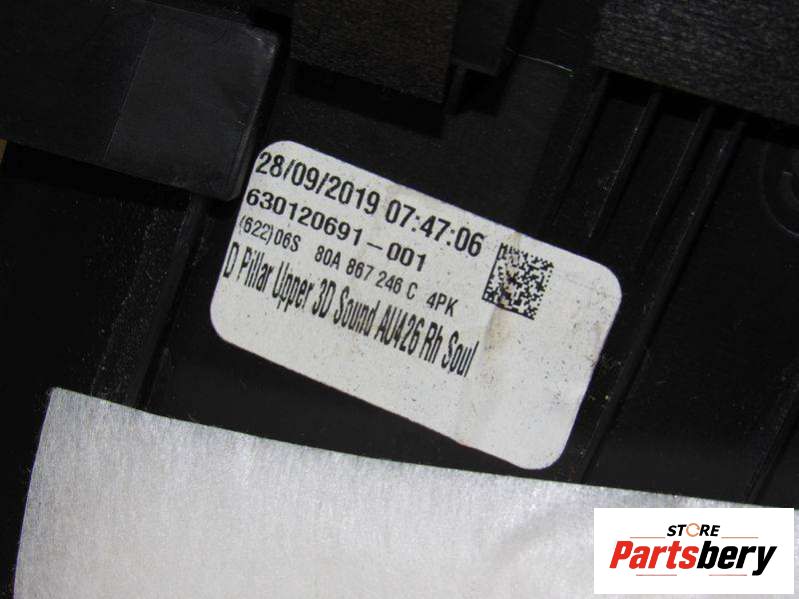 28/09/2019 07:47:06
630120691-001
(622)06S 80A 867 246 C 4PK
D Pillar Upper 3D Sound AU426 Rh Soul
STORE
Partsbery